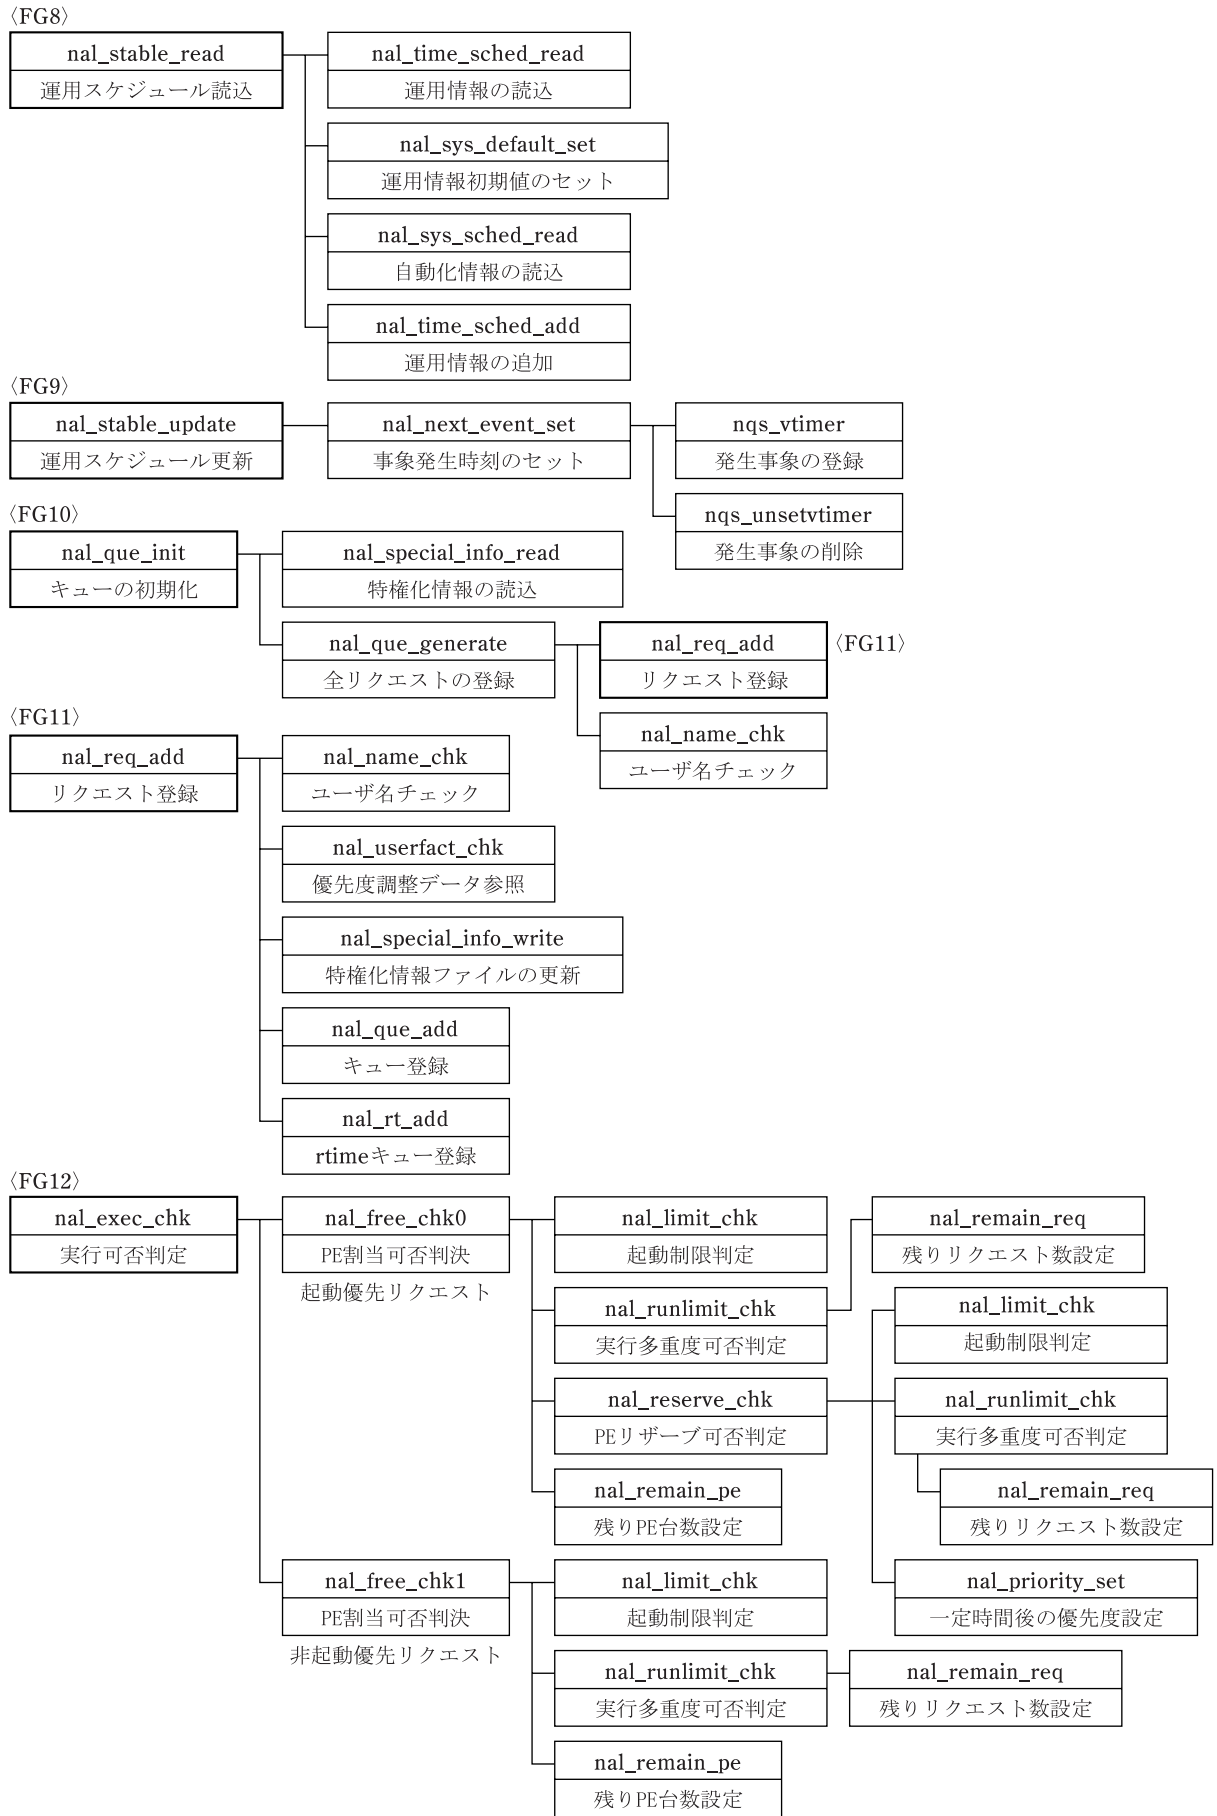 〈FG8〉
nal_stable_read
運用スケジュール読込
nal_time_sched_read
運用情報の読込
nal_sys_default_set
運用情報初期値のセット
nal_sys_sched_read
自動化情報の読込
nal_time_sched_add
運用情報の追加
〈FG9〉
nal_stable_update
運用スケジュール更新
nal_next_event_set
事象発生時刻のセット
nqs_vtimer
発生事象の登録
nqs_unsetvtimer
発生事象の削除
〈FG10〉
nal_que_init
キューの初期化
nal_special_info_read
特権化情報の読込
nal_que_generate
全リクエストの登録
nal_req_add
リクエスト登録
〈FG11〉
nal_name_chk
ユーザ名チェック
〈FG11〉
nal_req_add
リクエスト登録
nal_name_chk
ユーザ名チェック
nal_userfact_chk
優先度調整データ参照
nal_special_info_write
特権化情報ファイルの更新
nal_que_add
キュー登録
nal_rt_add
rtimeキュー登録
〈FG12〉
nal_exec_chk
実行可否判定
nal_free_chk0
PE割当可否判決
起動優先リクエスト
nal_limit_chk
起動制限判定
nal_runlimit_chk
実行多重度可否判定
nal_remain_req
残りリクエスト数設定
nal_reserve_chk
PEリザーブ可否判定
nal_limit_chk
起動制限判定
nal_runlimit_chk
実行多重度可否判定
nal_remain_req
残りリクエスト数設定
nal_priority_set
一定時間後の優先度設定
nal_remain_pe
残りPE台数設定
nal_free_chk1
PE割当可否判決
非起動優先リクエスト
nal_limit_chk
起動制限判定
nal_runlimit_chk
実行多重度可否判定
nal_remain_req
残りリクエスト数設定
nal_remain_pe
残りPE台数設定